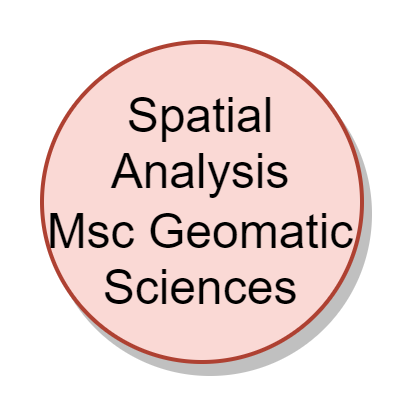 Spatial
Analysis
Msc Geomatic
Sciences